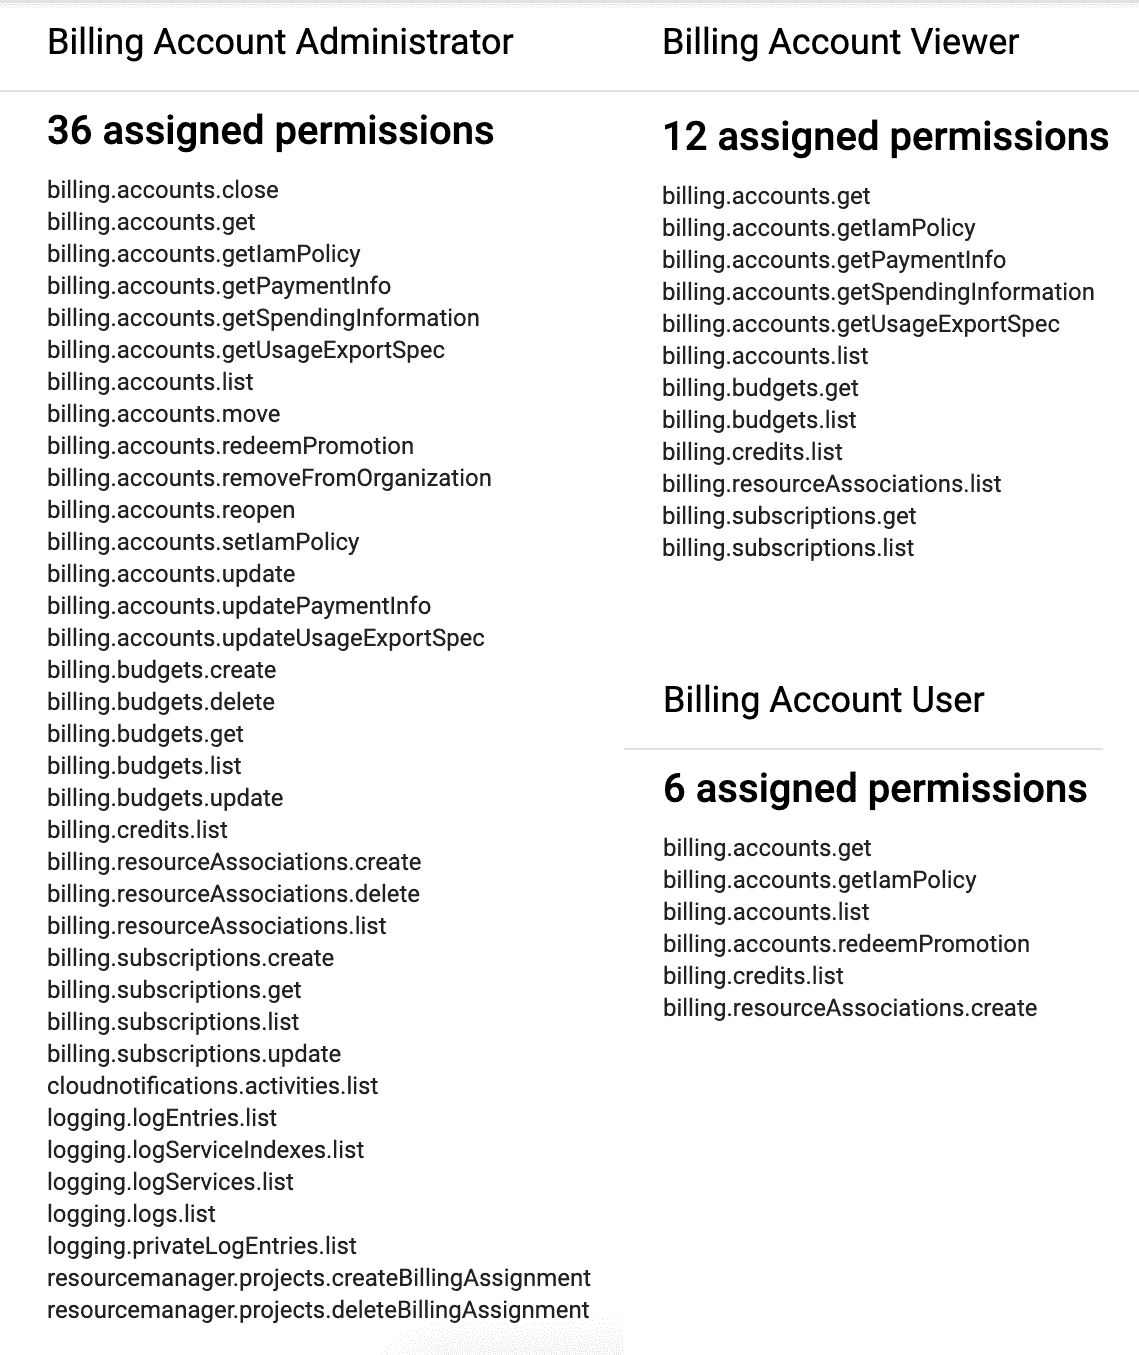 Billing Account Administrator
36 assigned permissions
billing.accounts.close
billing.accounts.get
billing.accounts.getIamPolicy
billing.accounts.getPaymentInfo
billing.accounts.getSpendingInformation
billing.accounts.getUsageExportSpec
billing.accounts.list
billing.accounts.move
billing.accounts.redeemPromotion
billing.accounts.removeFromOrganization
billing.accounts.reopen
billing.accounts.setIamPolicy
billing.accounts.update
billing.accounts.updatePaymentInfo
billing.accounts.updateUsageExportSpec
billing.budgets.create
billing.budgets.delete
billing.budgets.get
billing.budgets.list
billing.budgets.update
billing.credits.list
billing.resourceAssociations.create
billing.resourceAssociations.delete
billing.resourceAssociations.list
billing.subscriptions.create
billing.subscriptions.get
billing.subscriptions.list
billing.subscriptions.update
cloudnotifications.activities.list
logging.logEntries.list
logging.logServiceIndexes.list
logging.logServices.list
logging.logs.list
logging.privateLogEntries.list
resourcemanager.projects.createBillingAssignment
resourcemanager.projects.deleteBillingAssignment
Billing Account Viewer
12 assigned permissions
billing.accounts.get
billing.accounts.getIamPolicy
billing.accounts.getPaymentInfo
billing.accounts.getSpendingInformation
billing.accounts.getUsageExportSpec
billing.accounts.list
billing.budgets.get
billing.budgets.list
billing.credits.list
billing.resourceAssociations.list
billing.subscriptions.get
billing.subscriptions.list
Billing Account User
6 assigned permissions
billing.accounts.get
billing.accounts.getIamPolicy
billing.accounts.list
billing.accounts.redeemPromotion
billing.credits.list
billing.resourceAssociations.create